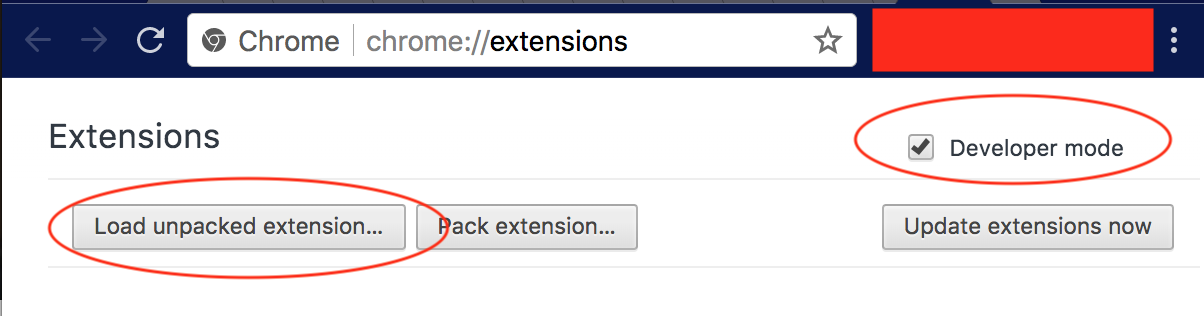 Chrome chrome://extensions
Extensions
Developer mode
Load unpacked extension... Pack extension... Update extensions now